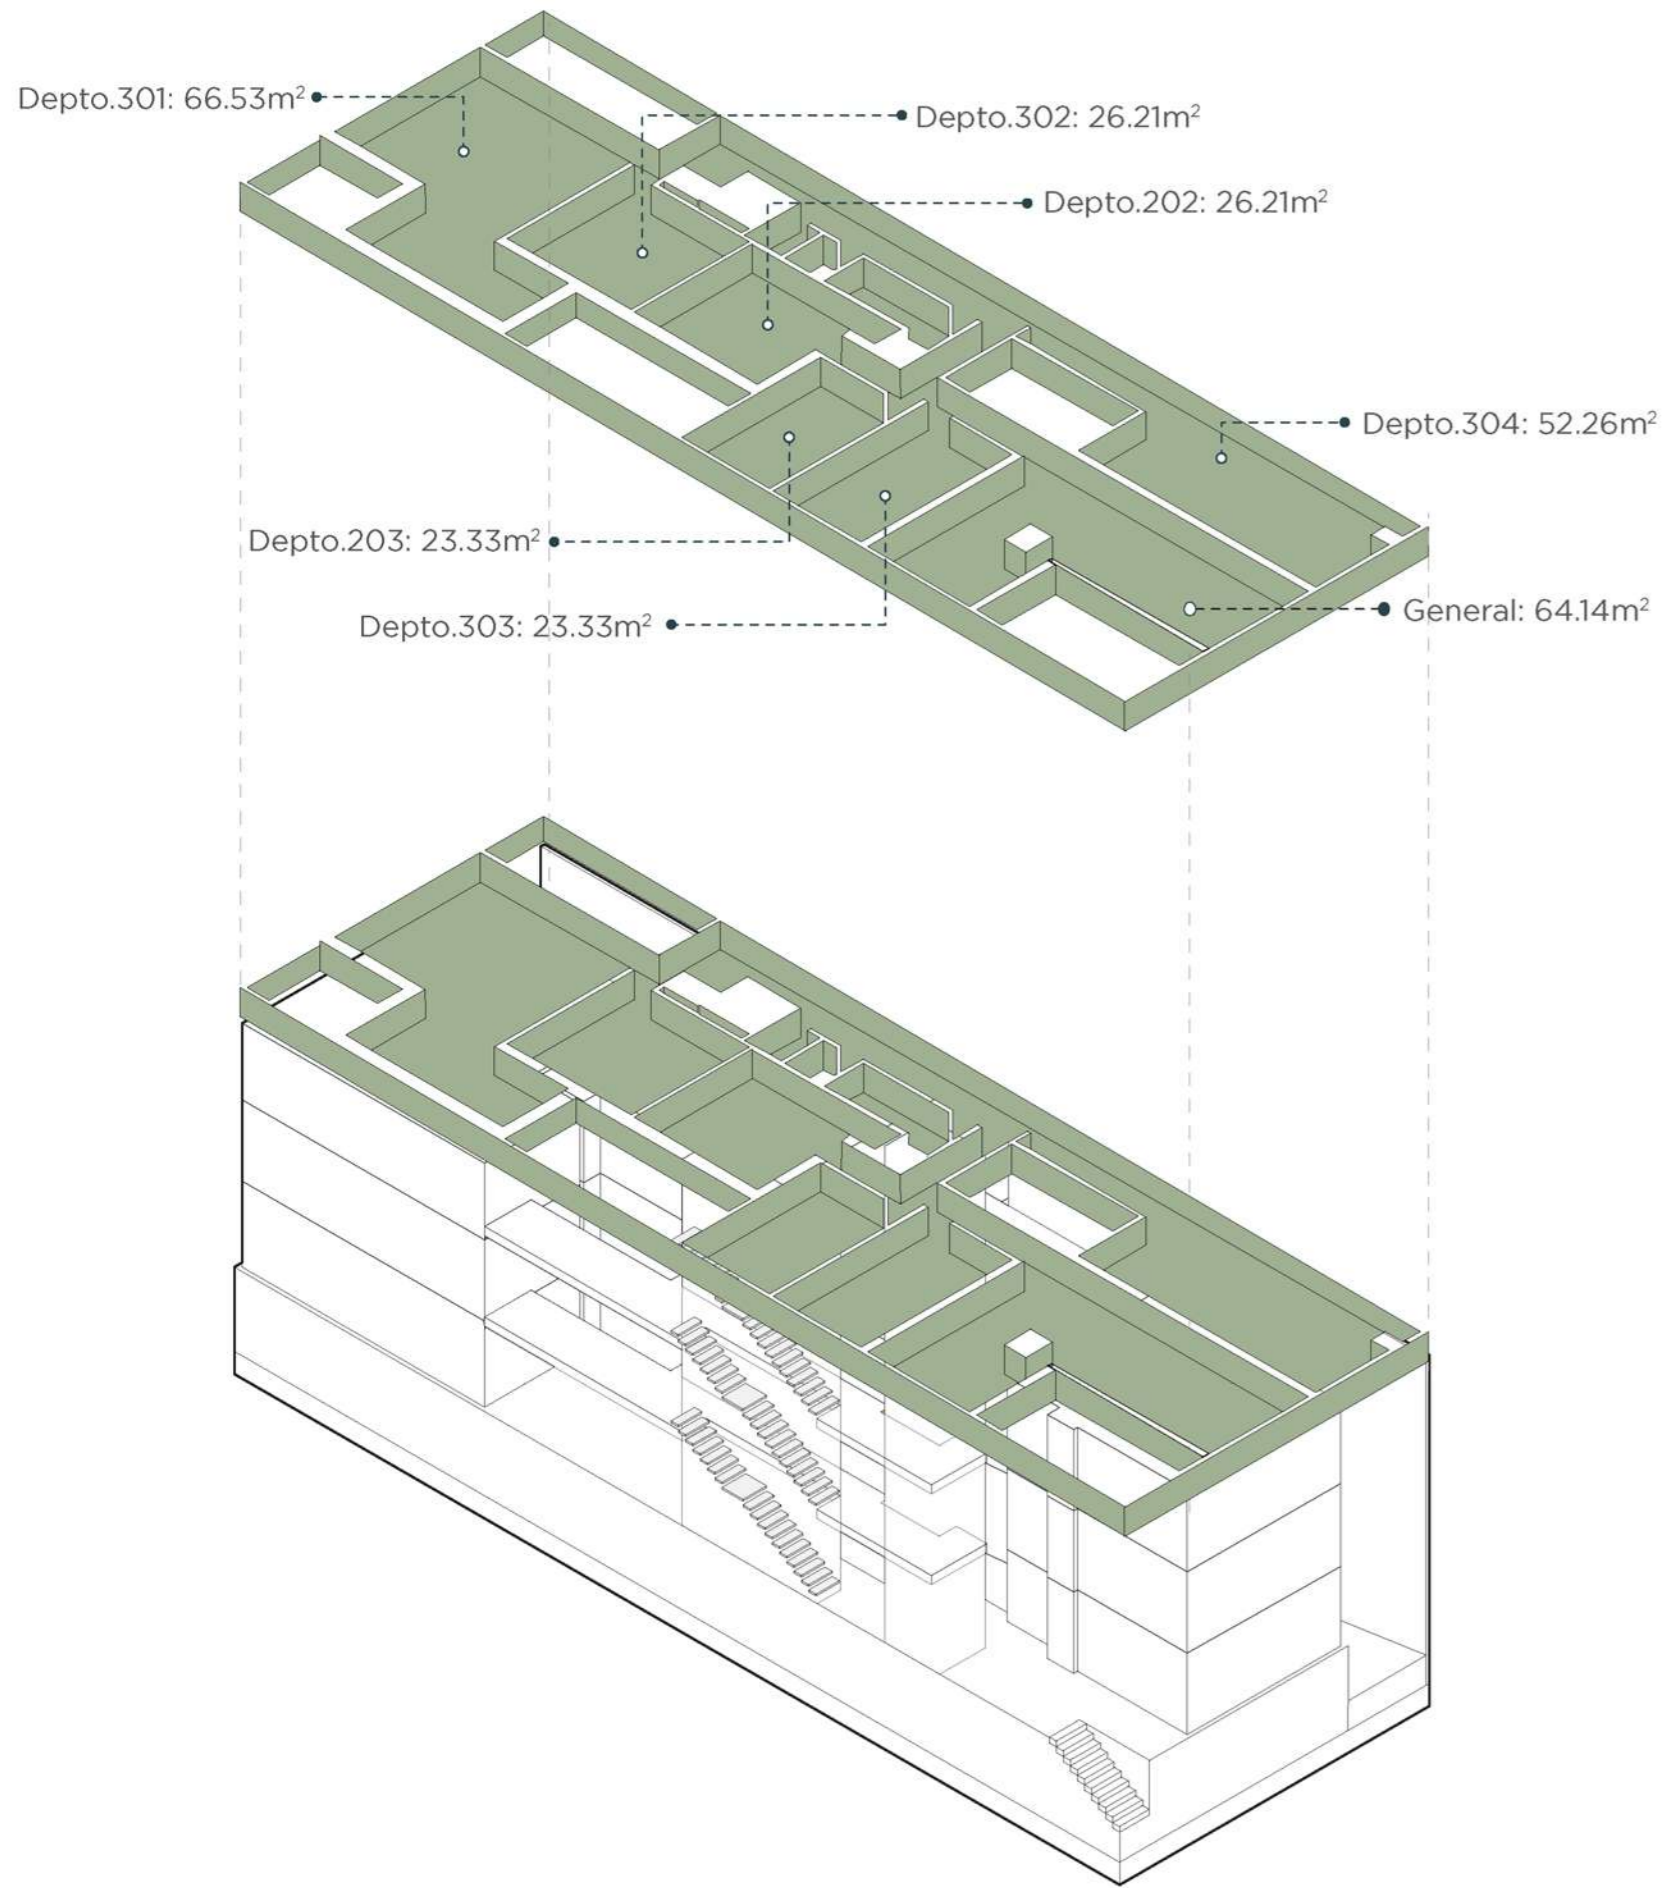 Depto.301: 66.53m²
Depto.302: 26.21m²
Depto.202: 26.21m²
Depto.304: 52.26m²
Depto.203: 23.33m²
General: 64.14m²
Depto.303: 23.33m²